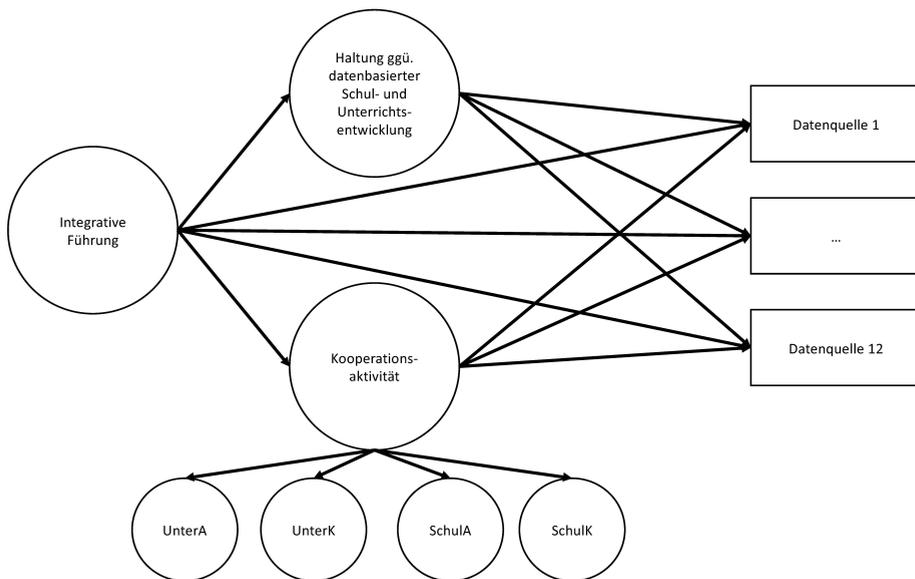 Haltung ggü.
datenbasierter
Schul- und
Unterrichts-
entwicklung
Datenquelle 1
Integrative
Führung
...
Datenquelle 12
Kooperations-
aktivität
UnterA
UnterK
SchulA
SchulK